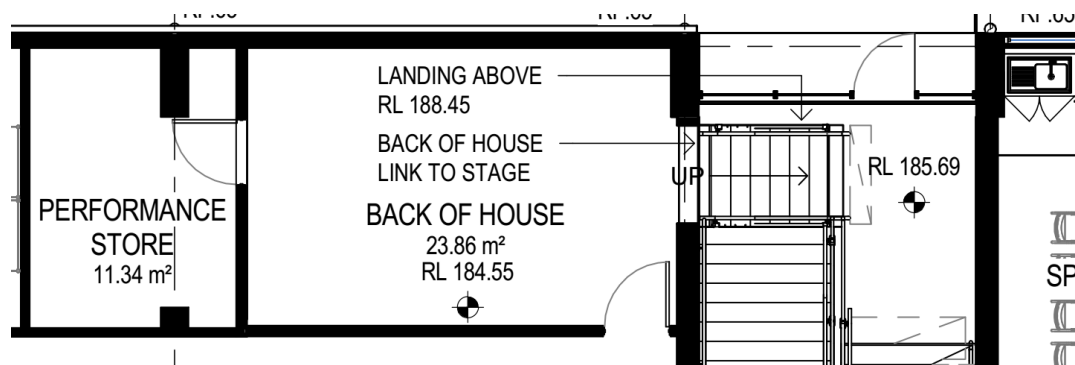 LANDING ABOVE
RL 188.45
BACK OF HOUSE
LINK TO STAGE
UP
RL 185.69
PERFORMANCE
STORE
11.34 m²
BACK OF HOUSE
23.86 m²
RL 184.55
SP